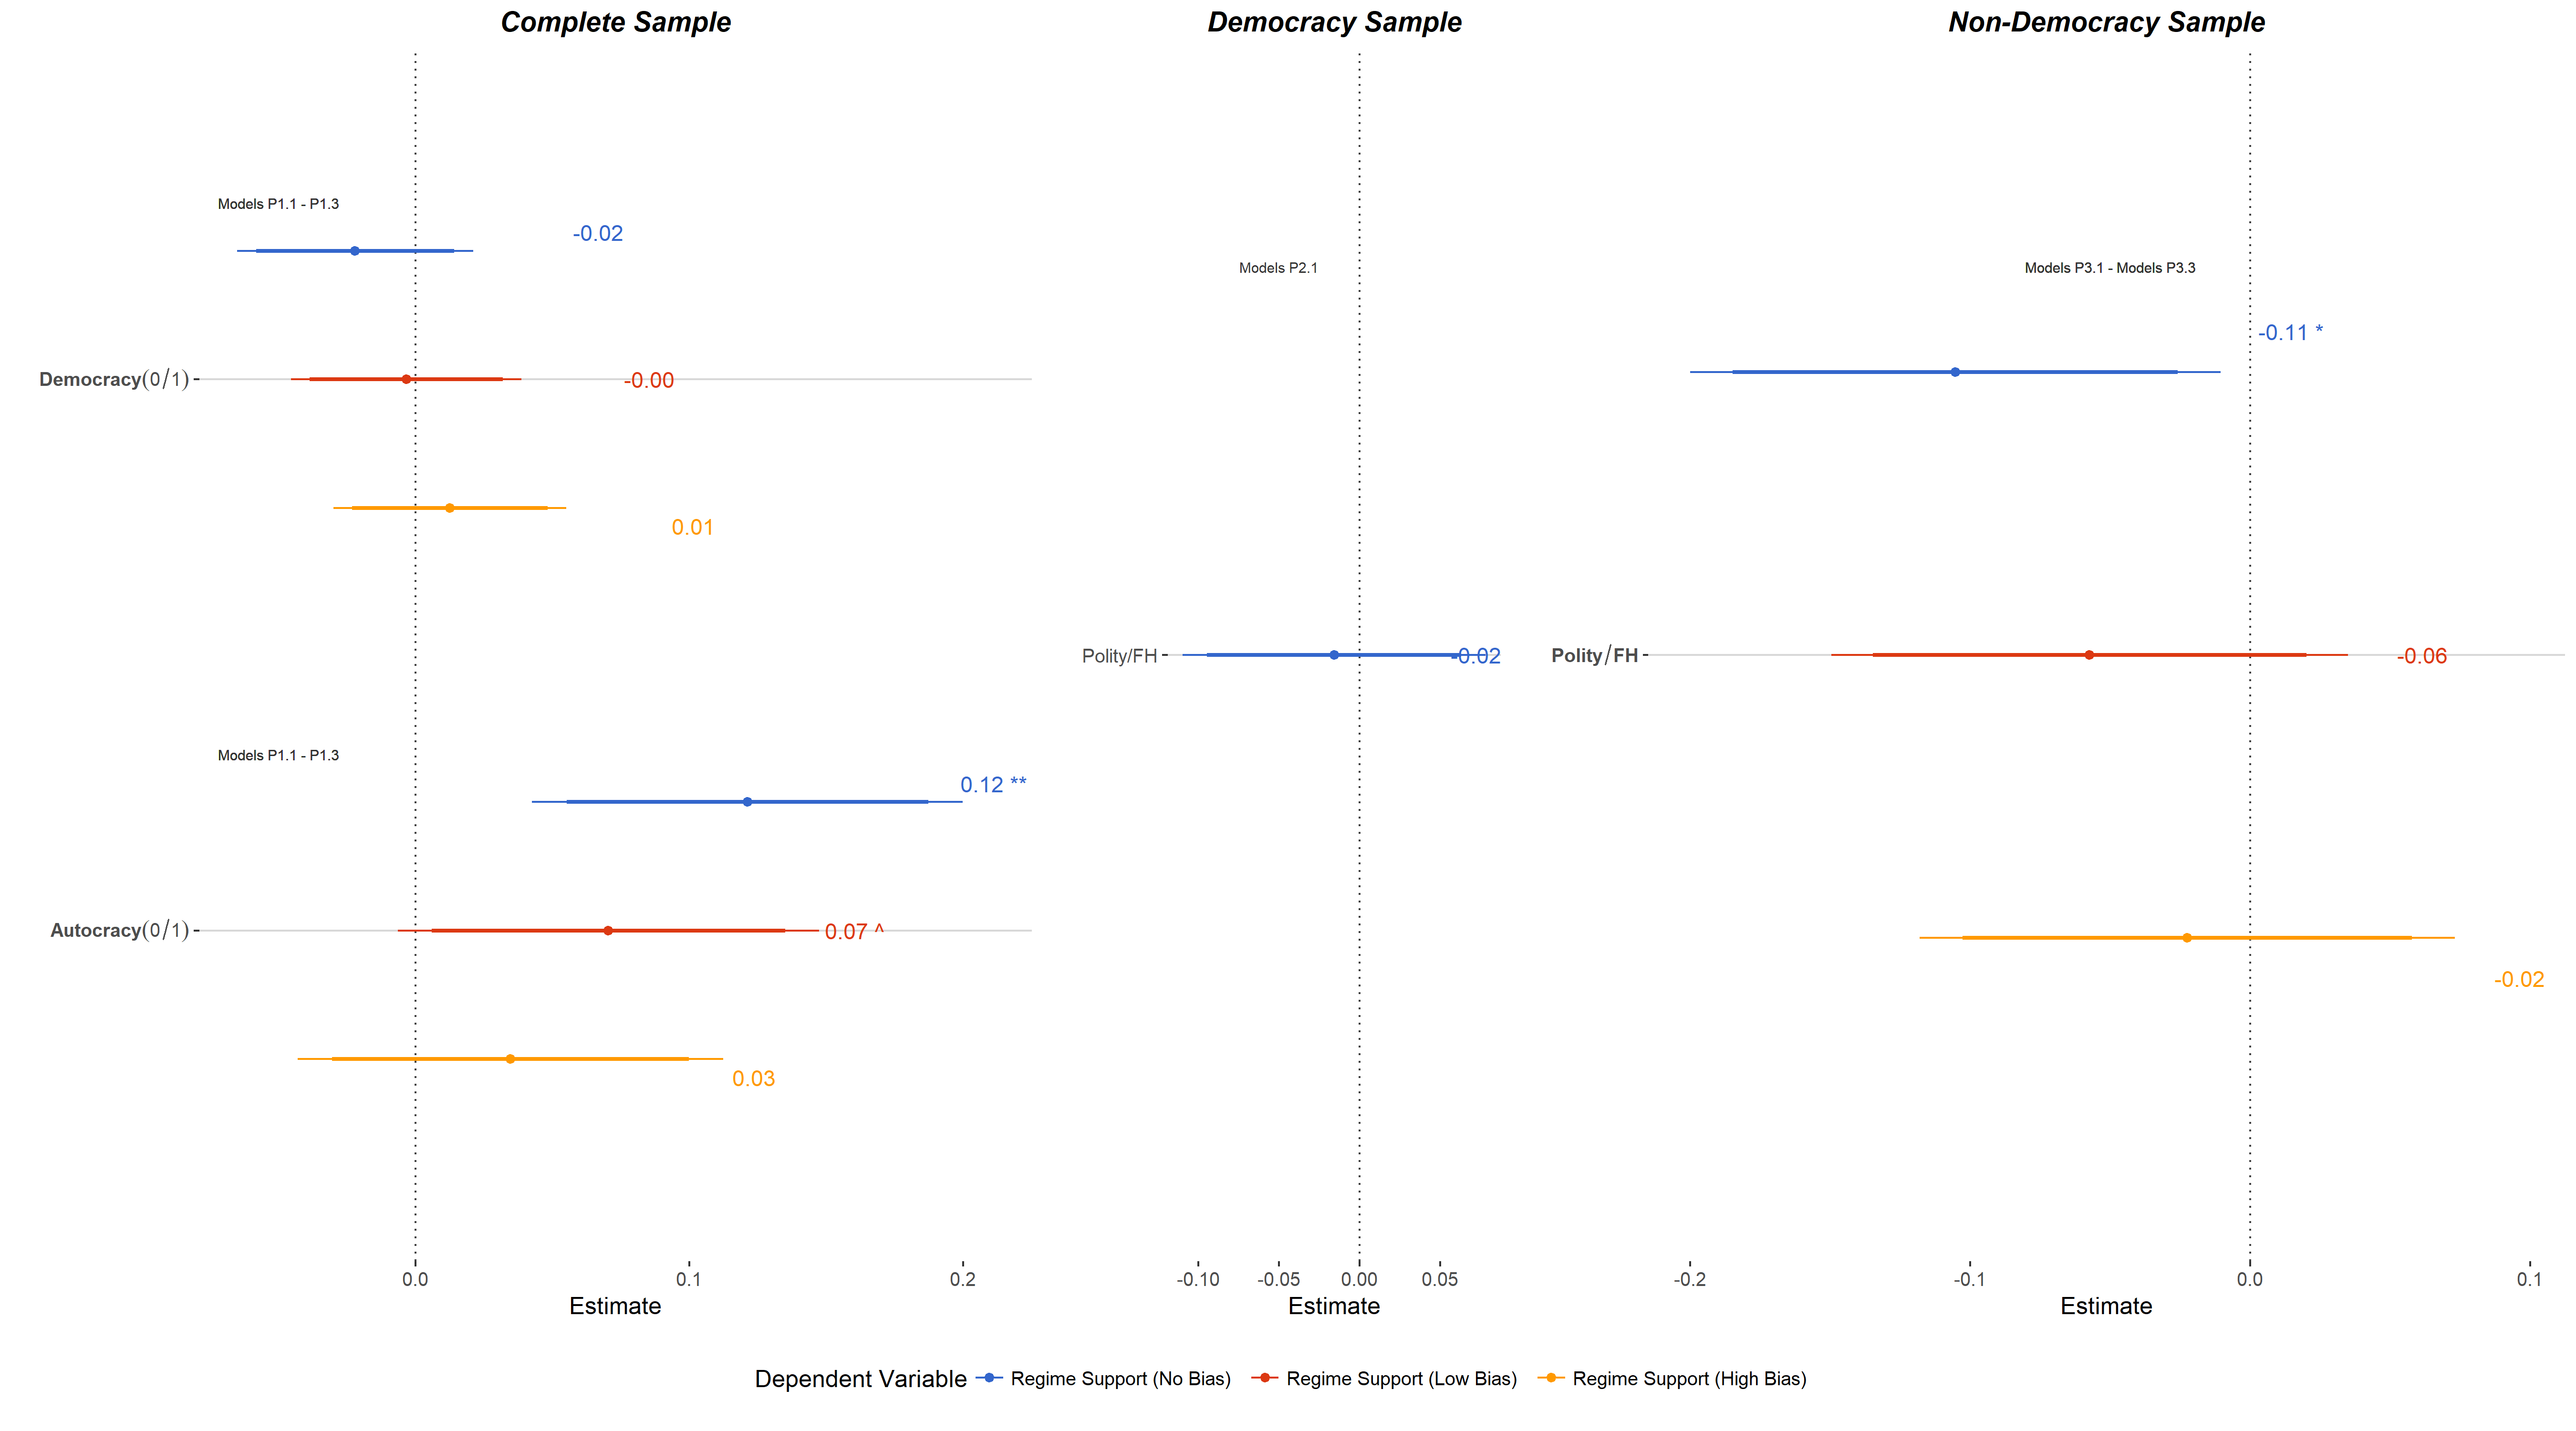 Complete Sample
Democracy Sample
Non-Democracy Sample
Models P1.1 - P1.3
-0.02
Democracy(0/1)
-0.00
0.01
Models P1.1 - P1.3
0.12 **
Autocracy(0/1)
0.07 ^
0.03
0.0 0.1 0.2
Estimate
Models P2.1
Polity/FH
-0.02
-0.10 -0.05 0.00 0.05
Estimate
Models P3.1 - Models P3.3
-0.11 *
Polity/FH
-0.06
-0.02
-0.2 -0.1 0.0 0.1
Estimate
Dependent Variable Regime Support (No Bias) Regime Support (Low Bias) Regime Support (High Bias)